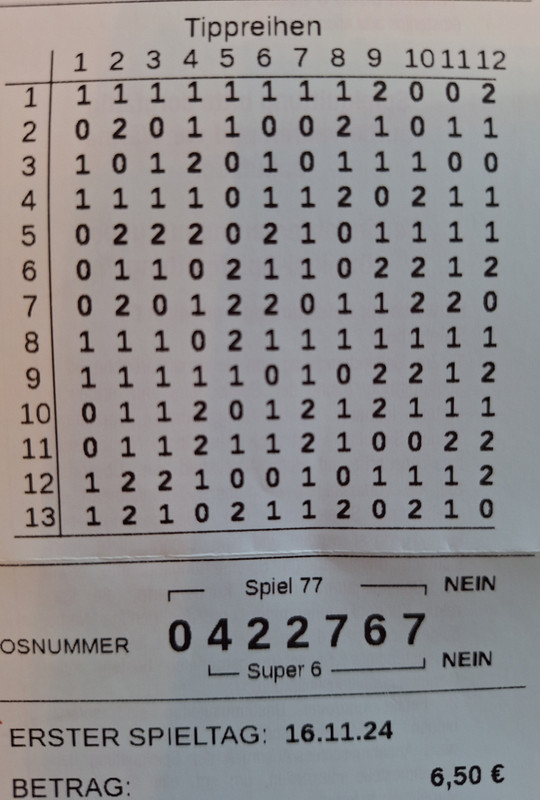 Tippreihen
1 2 3 4 5 6 7 8 9 10 11 12
1 1 1 1 1 1 1 1 1 2 0 0 2
2 0 2 0 1 1 0 0 2 1 0 1 1
3 1 0 1 2 0 1 0 1 1 1 0 0
4 1 1 1 1 0 1 1 2 0 2 1 1
5 0 2 2 2 0 2 1 0 1 1 1 1
6 0 1 1 0 2 1 1 0 2 2 1 2
7 0 2 0 1 2 2 0 1 1 2 2 0
8 1 1 1 0 2 1 1 1 1 1 1 1
9 1 1 1 1 1 0 1 0 2 2 1 2
10 0 1 1 2 0 1 2 1 2 1 1 1
11 0 1 1 2 1 1 2 1 0 0 2 2
12 1 2 2 1 0 0 1 0 1 1 1 2
13 1 2 1 0 2 1 1 2 0 2 1 0
Spiel 77 NEIN
OSNUMMER 0 4 2 2 7 6 7
Super 6 NEIN
ERSTER SPIELTAG: 16.11.24
BETRAG: 6,50 €